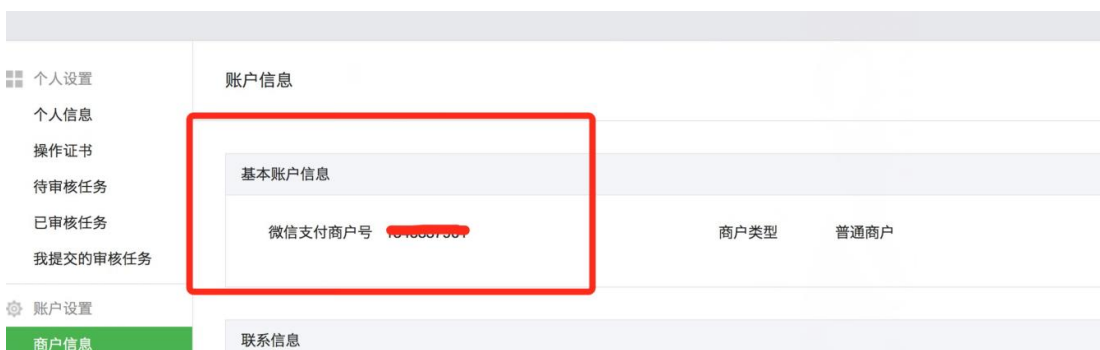 个人设置
个人信息
操作证书
待审核任务
已审核任务
我提交的审核任务
账户设置
商户信息
账户信息
基本账户信息
微信支付商户号
商户类型 普通商户
联系信息